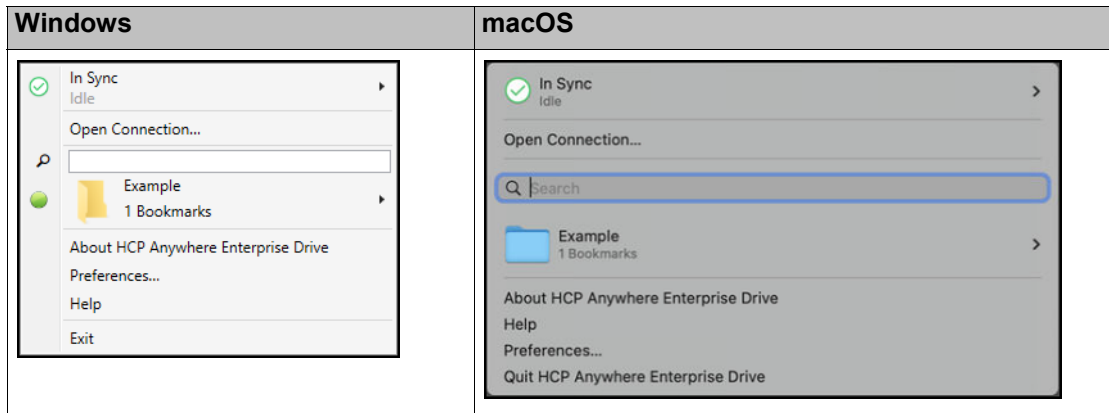 Windows
In Sync
Idle
Open Connection...
Example
1 Bookmarks
About HCP Anywhere Enterprise Drive
Preferences...
Help
Exit
macOS
In Sync
Idle
Open Connection...
Search
Example
1 Bookmarks
About HCP Anywhere Enterprise Drive
Help
Preferences...
Quit HCP Anywhere Enterprise Drive